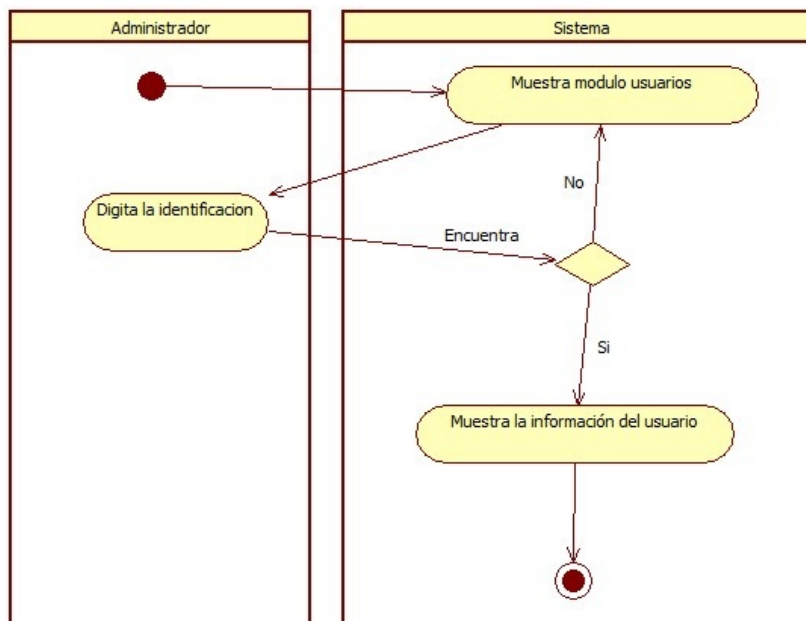 Administrador
Sistema
Muestra modulo usuarios
No
Digita la identificacion
Encuentra
Si
Muestra la información del usuario